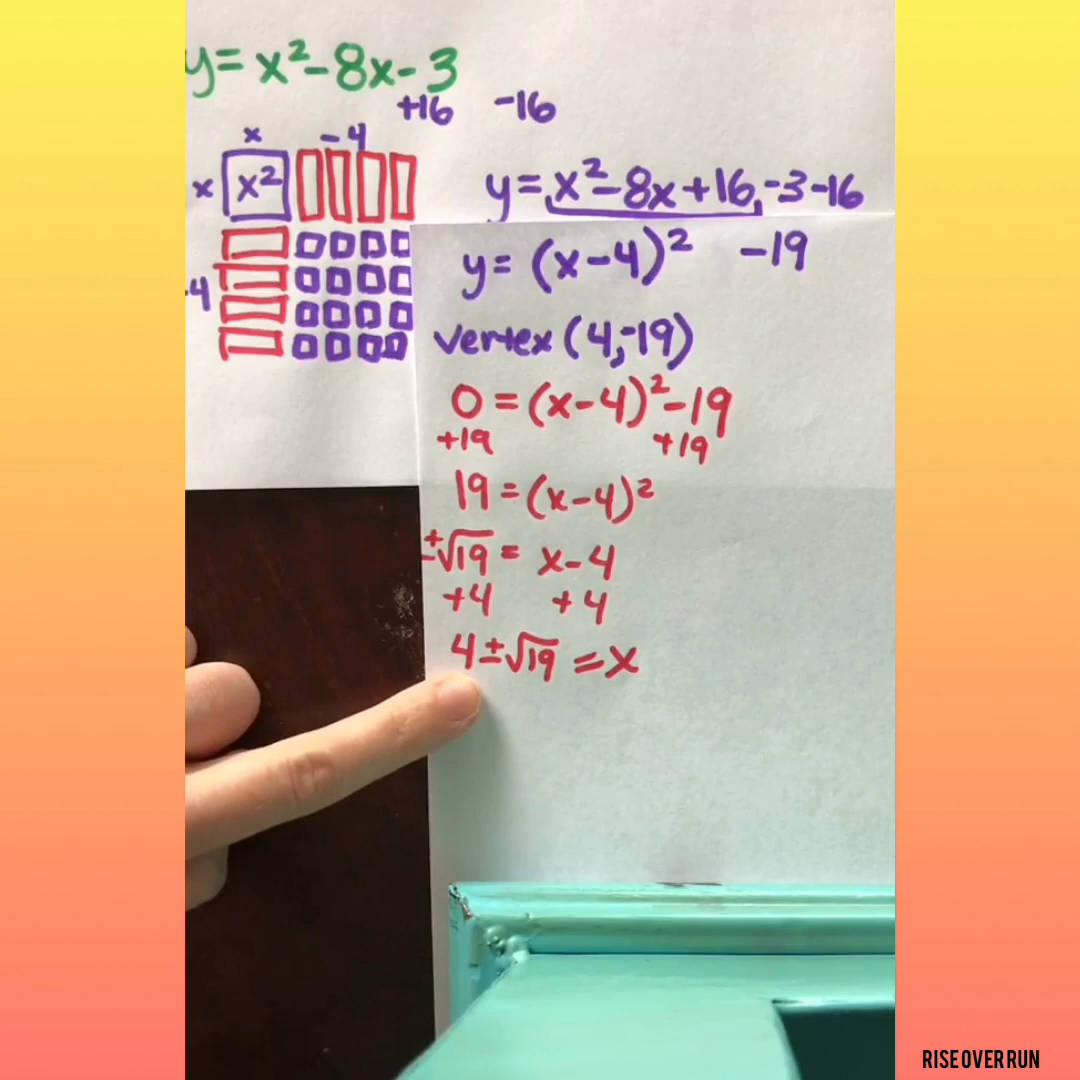 y= x²-8x-3
+16 -16
x -4
x x²
-4
y= x²-8x+16 -3-16
y= (x-4)² -19
vertex (4,-19)
0 = (x-4)²-19
+19 +19
19 = (x-4)²
±√19 = x-4
+4 +4
4±√19 = x
RISE OVER RUN